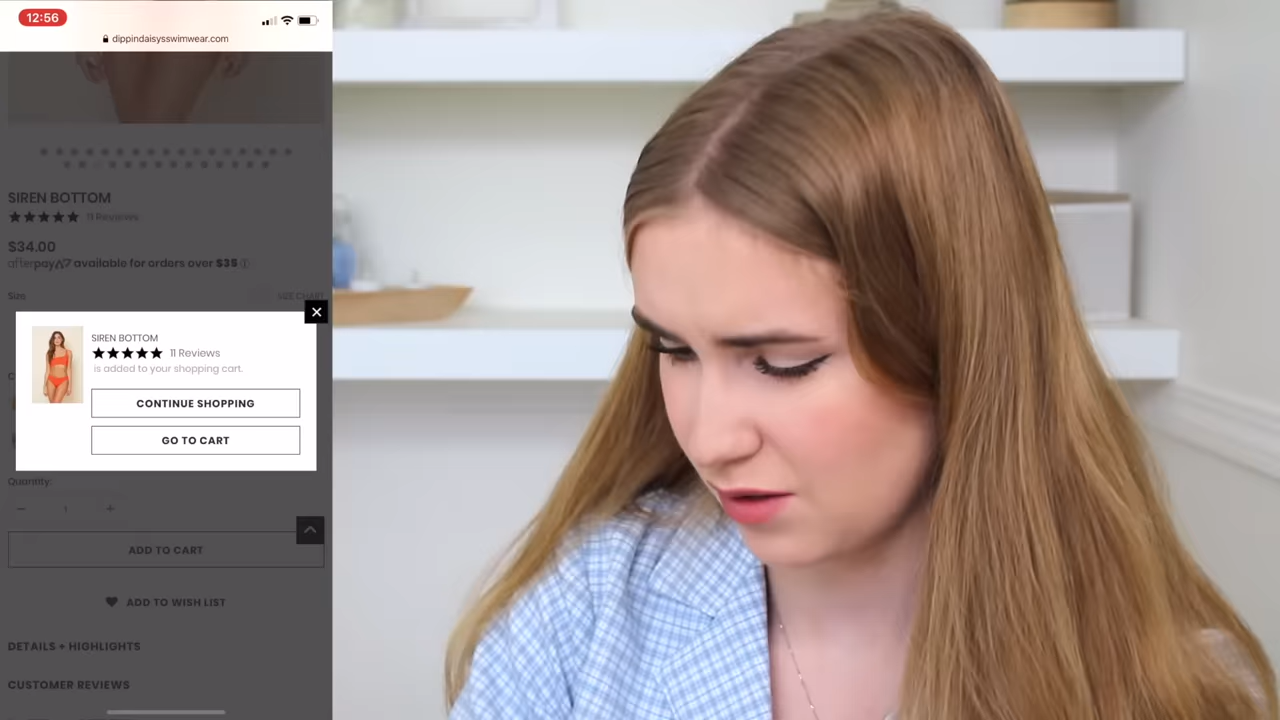 12:56
dippindaisysswimwear.com
SIREN BOTTOM
11 Reviews
$34.00
afterpay available for orders over $35
Size
SIZE CHART
SIREN BOTTOM
11 Reviews
is added to your shopping cart.
CONTINUE SHOPPING
GO TO CART
Quantity:
1
ADD TO CART
ADD TO WISH LIST
DETAILS + HIGHLIGHTS
CUSTOMER REVIEWS